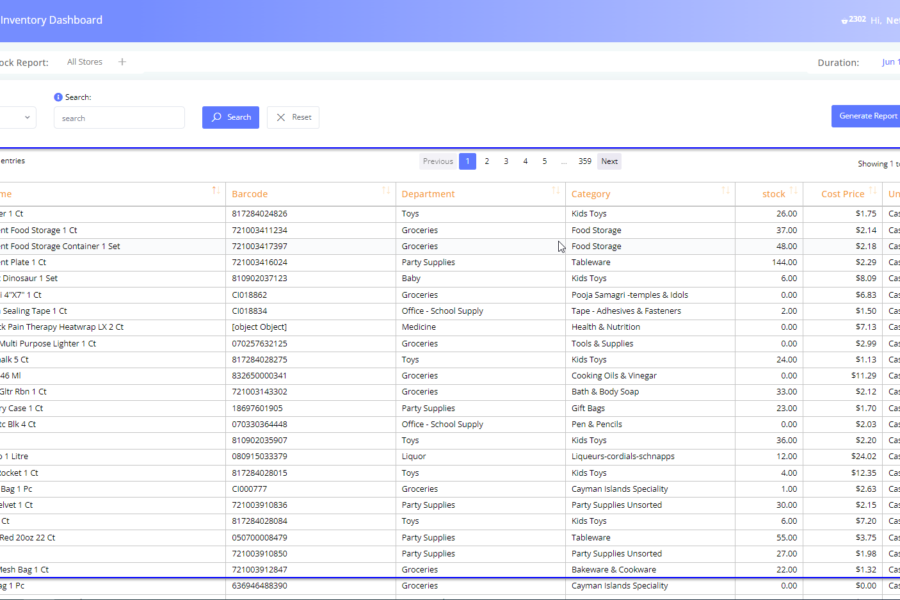 Inventory Dashboard 2302 Hi, Ne
ock Report: All Stores + Duration: Jun 1
Search:
search Search Reset Generate Report
entries Previous 1 2 3 4 5 ... 359 Next Showing 1 t
me Barcode Department Category stock Cost Price Un
er 1 Ct 817284024826 Toys Kids Toys 26.00 $1.75 Cas
nt Food Storage 1 Ct 721003411234 Groceries Food Storage 37.00 $2.14 Cas
nt Food Storage Container 1 Set 721003417397 Groceries Food Storage 48.00 $2.18 Cas
nt Plate 1 Ct 721003416024 Party Supplies Tableware 144.00 $2.29 Cas
Dinosaur 1 Set 810902037123 Baby Kids Toys 6.00 $8.09 Cas
l 4"X7" 1 Ct CI018862 Groceries Pooja Samagri -temples & Idols 0.00 $6.83 Cas
Sealing Tape 1 Ct CI018834 Office - School Supply Tape - Adhesives & Fasteners 2.00 $1.50 Cas
ck Pain Therapy Heatwrap LX 2 Ct [object Object] Medicine Health & Nutrition 0.00 $7.13 Cas
Multi Purpose Lighter 1 Ct 070257632125 Groceries Tools & Supplies 0.00 $2.99 Cas
alk 5 Ct 817284028275 Toys Kids Toys 24.00 $1.13 Cas
46 Ml 832650000341 Groceries Cooking Oils & Vinegar 0.00 $11.29 Cas
Gltr Rbn 1 Ct 721003143302 Groceries Bath & Body Soap 33.00 $2.12 Cas
ry Case 1 Ct 18697601905 Party Supplies Gift Bags 23.00 $1.70 Cas
tc Blk 4 Ct 070330364448 Office - School Supply Pen & Pencils 0.00 $2.03 Cas
810902035907 Toys Kids Toys 36.00 $2.20 Cas
o 1 Litre 080915033379 Liquor Liqueurs-cordials-schnapps 12.00 $24.02 Cas
Rocket 1 Ct 817284028015 Toys Kids Toys 4.00 $12.35 Cas
Bag 1 Pc CI000777 Groceries Cayman Islands Speciality 1.00 $2.63 Cas
elvet 1 Ct 721003910836 Party Supplies Party Supplies Unsorted 30.00 $2.15 Cas
Ct 817284028084 Toys Kids Toys 6.00 $7.20 Cas
Red 20oz 22 Ct 050700008479 Party Supplies Tableware 55.00 $3.75 Cas
721003910850 Party Supplies Party Supplies Unsorted 27.00 $1.98 Cas
Mesh Bag 1 Ct 721003912847 Groceries Bakeware & Cookware 22.00 $1.32 Cas
ag 1 Pc 636946488390 Groceries Cayman Islands Speciality 0.00 $0.00 Cas